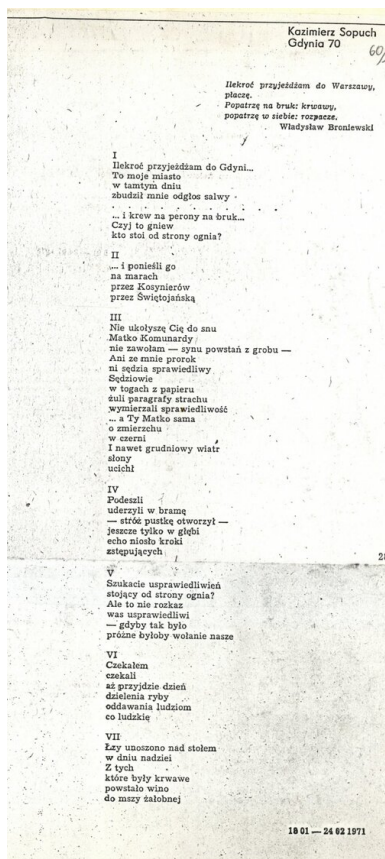 Kazimierz Sopuch
Gdynia 70
60
Ilekroć przyjeżdżam do Warszawy,
płaczę.
Popatrzę na bruk: krwawy,
popatrzę w siebie: rozpacze.
Władysław Broniewski
I
Ilekroć przyjeżdżam do Gdyni...
To moje miasto
w tamtym dniu
zbudził mnie odgłos salwy
. . . . . . . . . . .
... i krew na perony na bruk...
Czyj to gniew
kto stoi od strony ognia?
II
... i ponieśli go
na marach
przez Kosynierów
przez Świętojańską
III
Nie ukołyszę Cię do snu
Matko Komunardy
nie zawołam — synu powstań z grobu —
Ani ze mnie prorok
ni sędzia sprawiedliwy
Sędziowie
w togach z papieru
żuli paragrafy strachu
wymierzali sprawiedliwość
... a Ty Matko sama
o zmierzchu
w czerni
I nawet grudniowy wiatr
słony
ucichł
IV
Podeszli
uderzyli w bramę
— stróż pustkę otworzył —
jeszcze tylko w głębi
echo niosło kroki
zstępujących
V
Szukacie usprawiedliwień
stojący od strony ognia?
Ale to nie rozkaz
was usprawiedliwi
— gdyby tak było
próżne byłoby wołanie nasze
VI
Czekałem
czekali
aż przyjdzie dzień
dzielenia ryby
oddawania ludziom
co ludzkie
VII
Łzy unoszono nad stołem
w dniu nadziei
Z tych
które były krwawe
powstało wino
do mszy żałobnej
18 01 — 24 02 1971